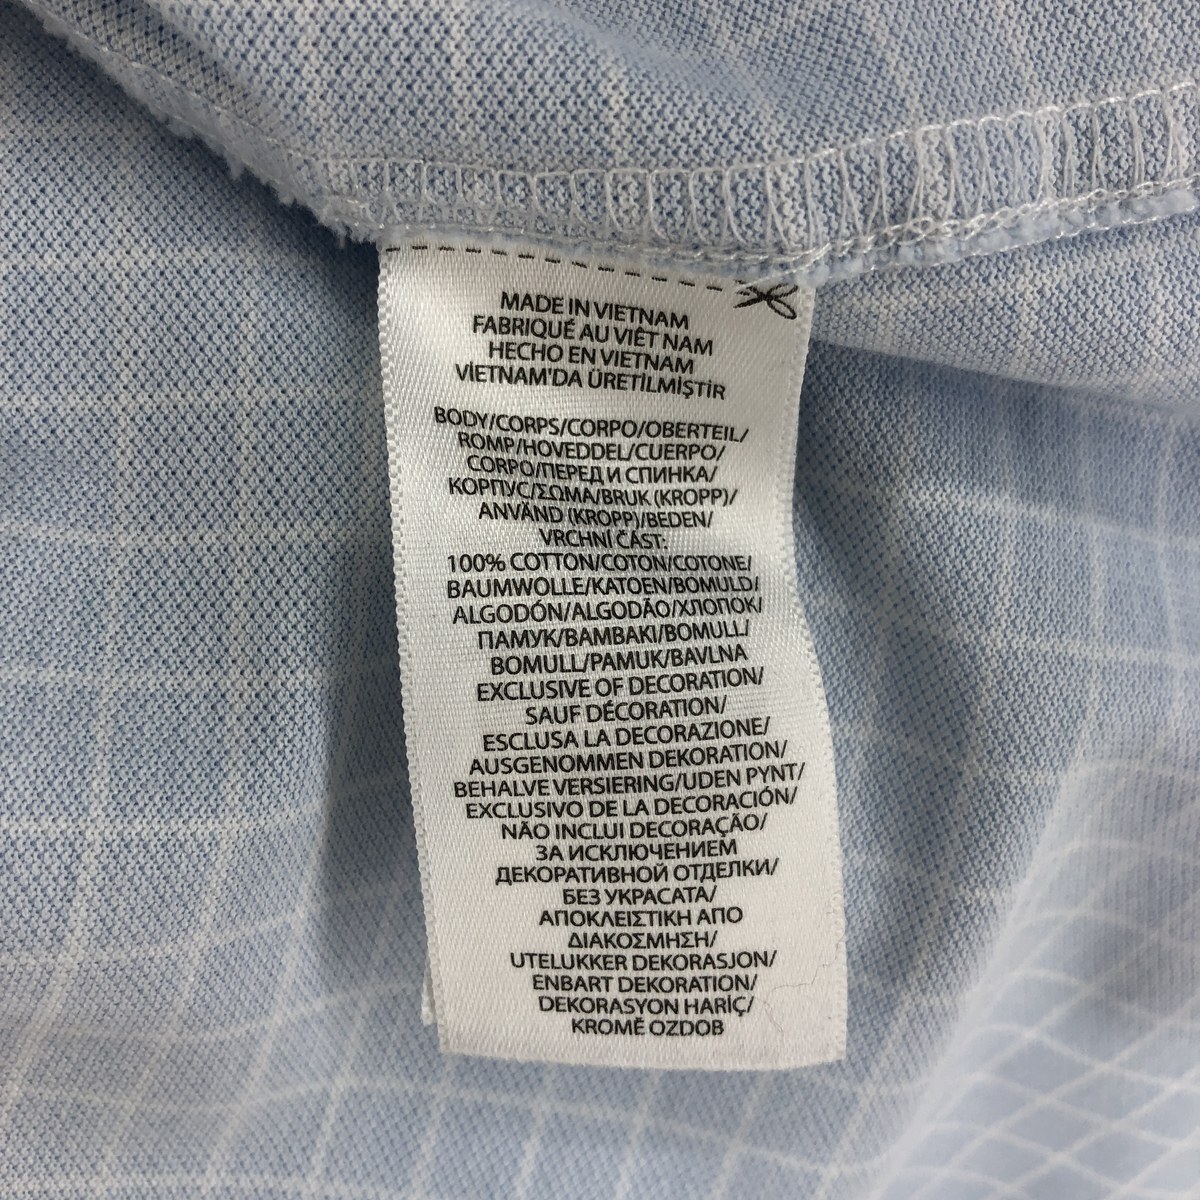 MADE IN VIETNAM
FABRIQUÉ AU VIÊT NAM
HECHO EN VIETNAM
VİETNAM'DA ÜRETİLMİŞTİR
BODY/CORPS/CORPO/OBERTEIL/
ROMP/HOVEDDEL/CUERPO/
CORPO/ПЕРЕД И СПИНКА/
КОРПУС/ΣΩΜΑ/BRUK (KROPP)/
ANVÄND (KROPP)/BEDEN/
VRCHNÍ ČÁST:
100% COTTON/COTON/COTONE/
BAUMWOLLE/KATOEN/BOMULD/
ALGODÓN/ALGODÃO/ХЛОПОК/
ПАМУК/ΒΑΜΒΑΚΙ/BOMULL/
BOMULL/PAMUK/BAVLNA
EXCLUSIVE OF DECORATION/
SAUF DÉCORATION/
ESCLUSA LA DECORAZIONE/
AUSGENOMMEN DEKORATION/
BEHALVE VERSIERING/UDEN PYNT/
EXCLUSIVO DE LA DECORACIÓN/
NÃO INCLUI DECORAÇÃO/
ЗА ИСКЛЮЧЕНИЕМ
ДЕКОРАТИВНОЙ ОТДЕЛКИ/
БЕЗ УКРАСАТА/
ΑΠΟΚΛΕΙΣΤΙΚΗ ΑΠΟ
ΔΙΑΚΟΣΜΗΣΗ/
UTELUKKER DEKORASJON/
ENBART DEKORATION/
DEKORASYON HARİÇ/
KROMĚ OZDOB